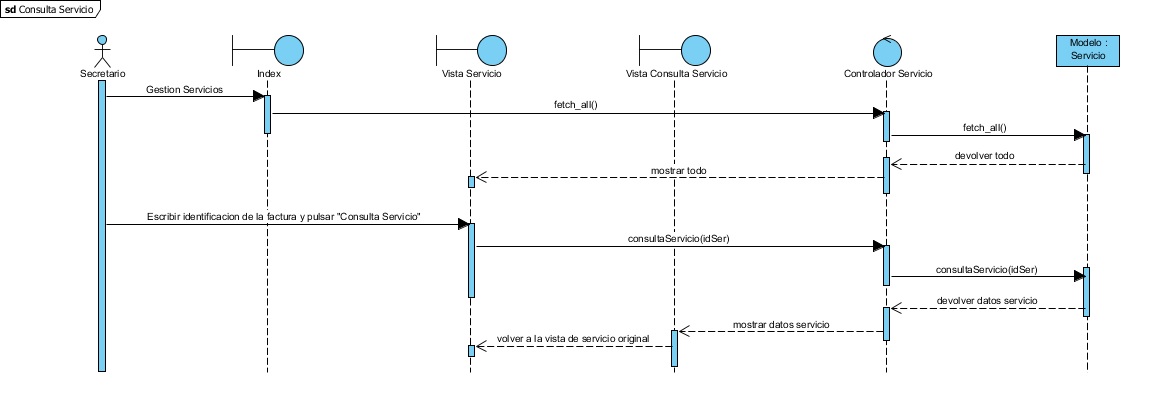 sd Consulta Servicio
Secretario
Index
Vista Servicio
Vista Consulta Servicio
Controlador Servicio
Modelo :
Servicio
Gestion Servicios
fetch_all()
fetch_all()
devolver todo
mostrar todo
Escribir identificacion de la factura y pulsar "Consulta Servicio"
consultaServicio(idSer)
consultaServicio(idSer)
devolver datos servicio
mostrar datos servicio
volver a la vista de servicio original